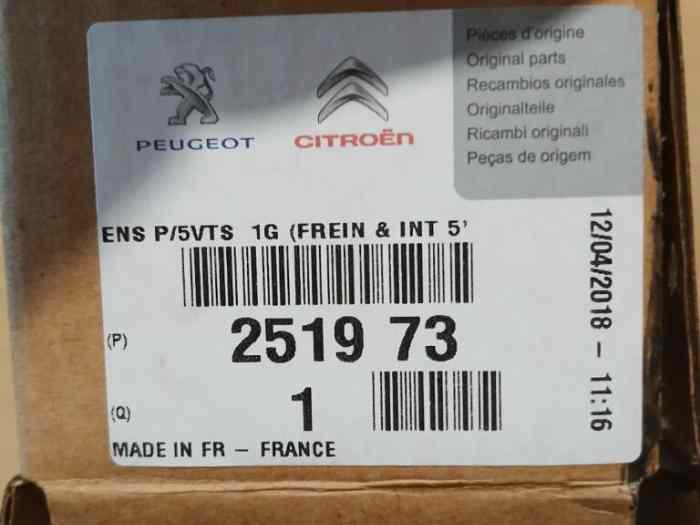 PEUGEOT
CITROËN
Pièces d'origine
Original parts
Recambios originales
Originalteile
Ricambi originali
Peças de origem
ENS P/5VTS 1G (FREIN & INT 5'
(P) 2519 73
(Q) 1
MADE IN FR - FRANCE
12/04/2018 - 11:16